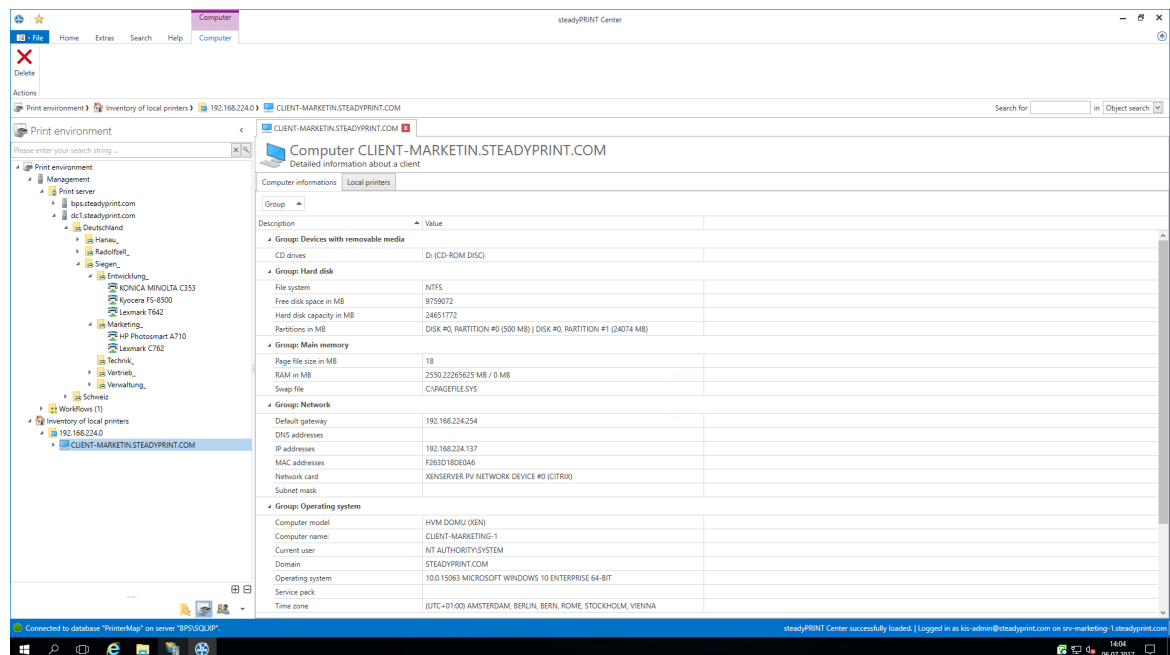 Computer
steadyPRINT Center
File Home Extras Search Help Computer
Delete
Actions
Print environment Inventory of local printers 192.168.224.0 CLIENT-MARKETIN.STEADYPRINT.COM
Search for in Object search
Print environment
Please enter your search string ...
Print environment
Management
Print server
bps.steadyprint.com
dc1.steadyprint.com
Deutschland
Hanau_
Radolfzell_
Siegen_
Entwicklung_
KONICA MINOLTA C353
Kyocera FS-8500
Lexmark T642
Marketing_
HP Photosmart A710
Lexmark C762
Technik_
Vertrieb_
Verwaltung_
Schweiz
Workflows (1)
Inventory of local printers
192.168.224.0
CLIENT-MARKETIN.STEADYPRINT.COM
CLIENT-MARKETIN.STEADYPRINT.COM
Computer CLIENT-MARKETIN.STEADYPRINT.COM
Detailed information about a client
Computer informations Local printers
Group
Description Value
Group: Devices with removable media
CD drives D: (CD-ROM DISC)
Group: Hard disk
File system NTFS
Free disk space in MB 9759072
Hard disk capacity in MB 24651772
Partitions in MB DISK #0, PARTITION #0 (500 MB) | DISK #0, PARTITION #1 (24074 MB)
Group: Main memory
Page file size in MB 18
RAM in MB 2550,22265625 MB / 0 MB
Swap file C:\PAGEFILE.SYS
Group: Network
Default gateway 192.168.224.254
DNS addresses
IP addresses 192.168.224.137
MAC addresses F263D18DE0A6
Network card XENSERVER PV NETWORK DEVICE #0 (CITRIX)
Subnet mask
Group: Operating system
Computer model HVM DOMU (XEN)
Computer name: CLIENT-MARKETING-1
Current user NT AUTHORITY\SYSTEM
Domain STEADYPRINT.COM
Operating system 10.0.15063 MICROSOFT WINDOWS 10 ENTERPRISE 64-BIT
Service pack
Time zone (UTC+01:00) AMSTERDAM, BERLIN, BERN, ROME, STOCKHOLM, VIENNA
Connected to database "PrinterMap" on server "BPS\SQLXP".
steadyPRINT Center successfully loaded. | Logged in as kis-admin@steadyprint.com on srv-marketing-1.steadyprint.com
14:04
06.07.2017